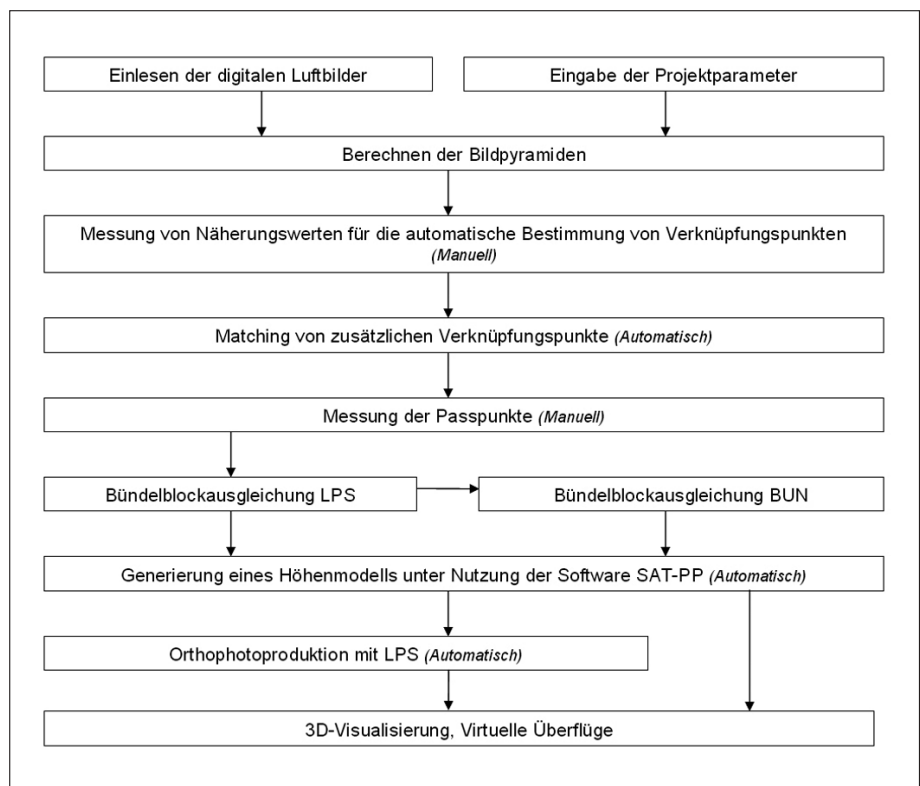 Einlesen der digitalen Luftbilder
Eingabe der Projektparameter
Berechnen der Bildpyramiden
Messung von Näherungswerten für die automatische Bestimmung von Verknüpfungspunkten
(Manuell)
Matching von zusätzlichen Verknüpfungspunkte (Automatisch)
Messung der Passpunkte (Manuell)
Bündelblockausgleichung LPS
Bündelblockausgleichung BUN
Generierung eines Höhenmodells unter Nutzung der Software SAT-PP (Automatisch)
Orthophotoproduktion mit LPS (Automatisch)
3D-Visualisierung, Virtuelle Überflüge